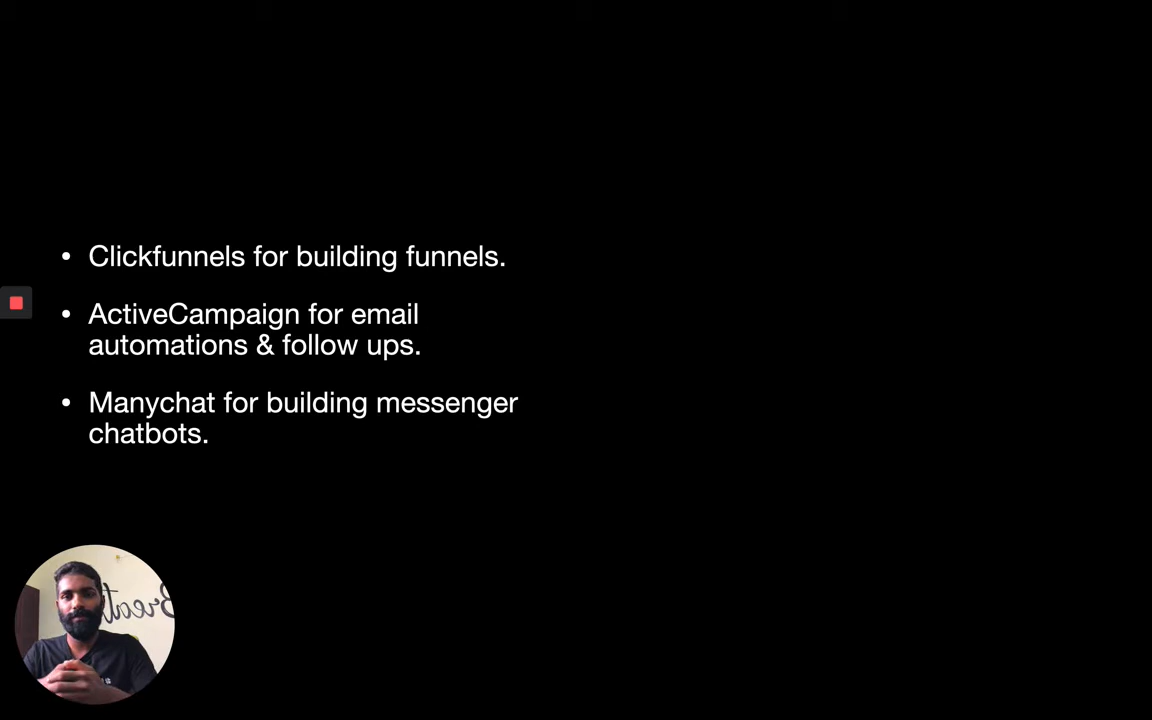 • Clickfunnels for building funnels.
• ActiveCampaign for email
automations & follow ups.
• Manychat for building messenger
chatbots.